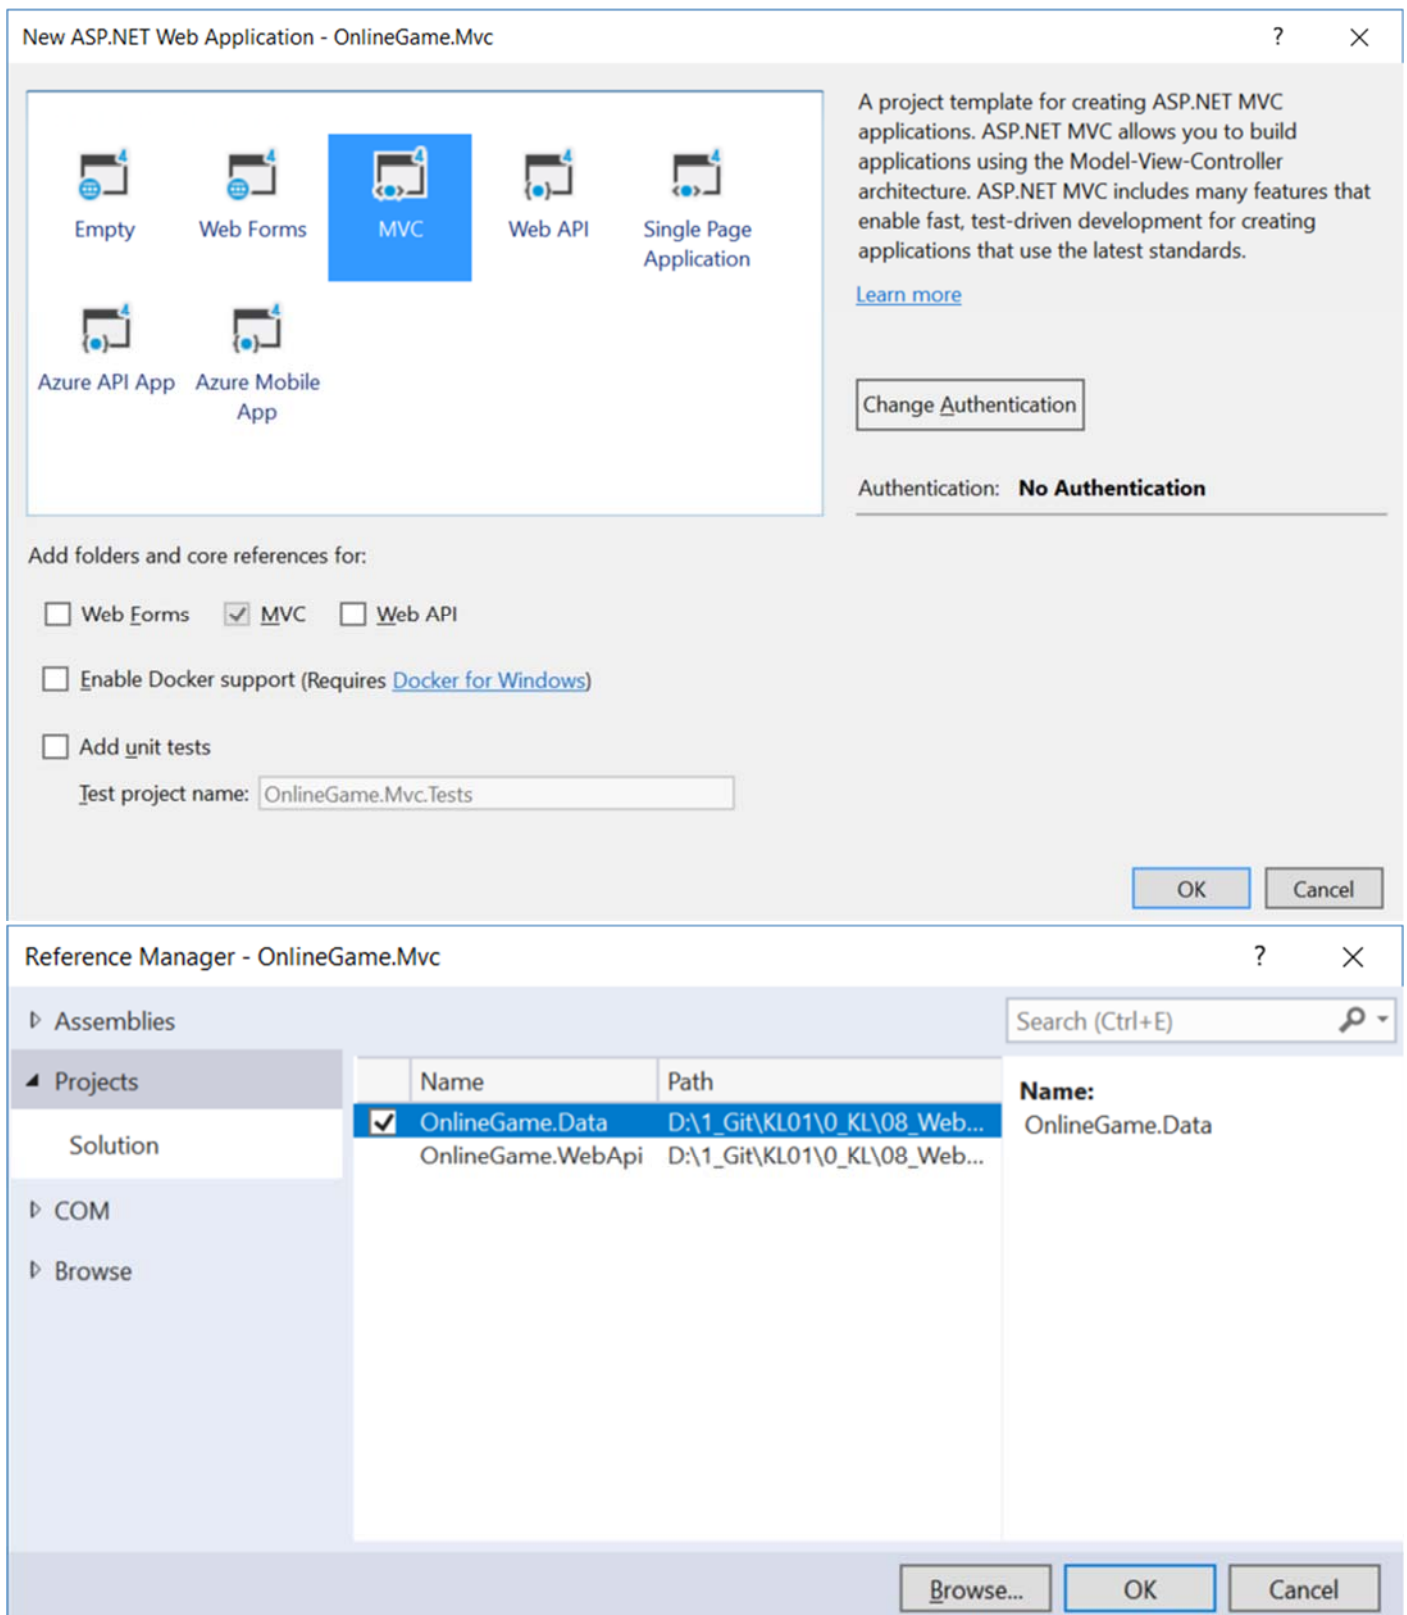 New ASP.NET Web Application - OnlineGame.Mvc
?
Empty
Web Forms
MVC
Web API
Single Page
Application
Azure API App
Azure Mobile
App
A project template for creating ASP.NET MVC
applications. ASP.NET MVC allows you to build
applications using the Model-View-Controller
architecture. ASP.NET MVC includes many features that
enable fast, test-driven development for creating
applications that use the latest standards.
Learn more
Change Authentication
Authentication: No Authentication
Add folders and core references for:
Web Forms MVC Web API
Enable Docker support (Requires Docker for Windows)
Add unit tests
Test project name: OnlineGame.Mvc.Tests
OK Cancel
Reference Manager - OnlineGame.Mvc
?
Assemblies
Search (Ctrl+E)
Projects
Solution
COM
Browse
Name Path
OnlineGame.Data D:\1_Git\KL01\0_KL\08_Web...
OnlineGame.WebApi D:\1_Git\KL01\0_KL\08_Web...
Name:
OnlineGame.Data
Browse... OK Cancel